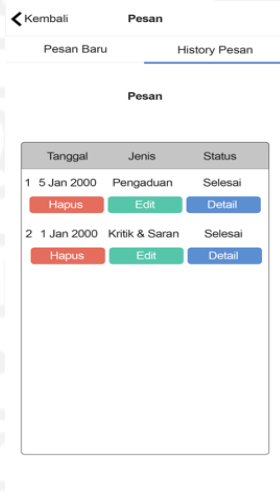 Kembali Pesan
Pesan Baru History Pesan
Pesan
Tanggal Jenis Status
1 5 Jan 2000 Pengaduan Selesai
Hapus Edit Detail
2 1 Jan 2000 Kritik & Saran Selesai
Hapus Edit Detail